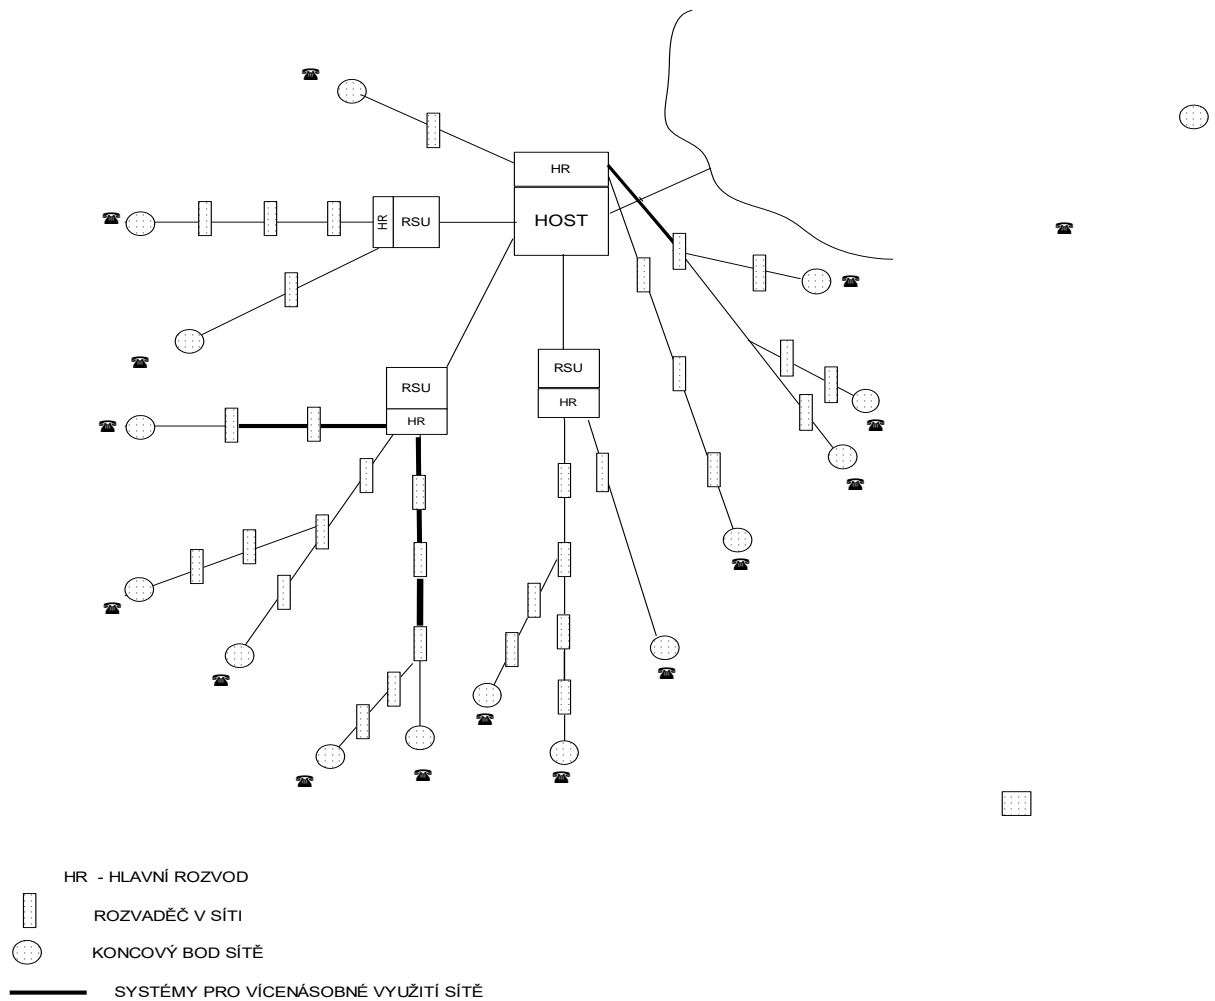 HR
HOST
HR
RSU
RSU
HR
RSU
HR
HR - HLAVNÍ ROZVOD
ROZVADĚČ V SÍTI
KONCOVÝ BOD SÍTĚ
SYSTÉMY PRO VÍCENÁSOBNÉ VYUŽITÍ SÍTĚ